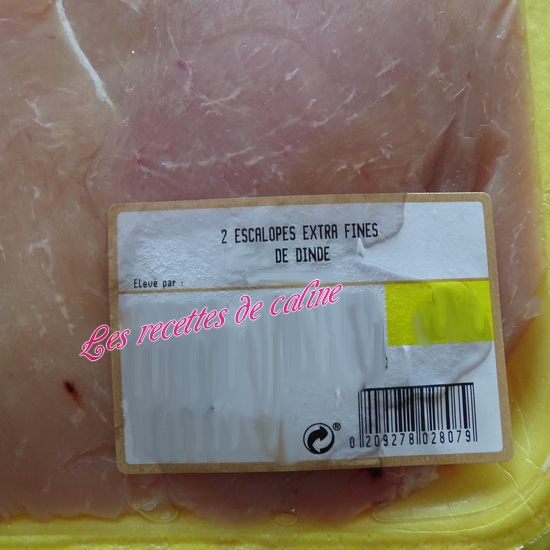 2 ESCALOPES EXTRA FINES
DE DINDE
Elevé par :
Les recettes de caline
0 209278 028079